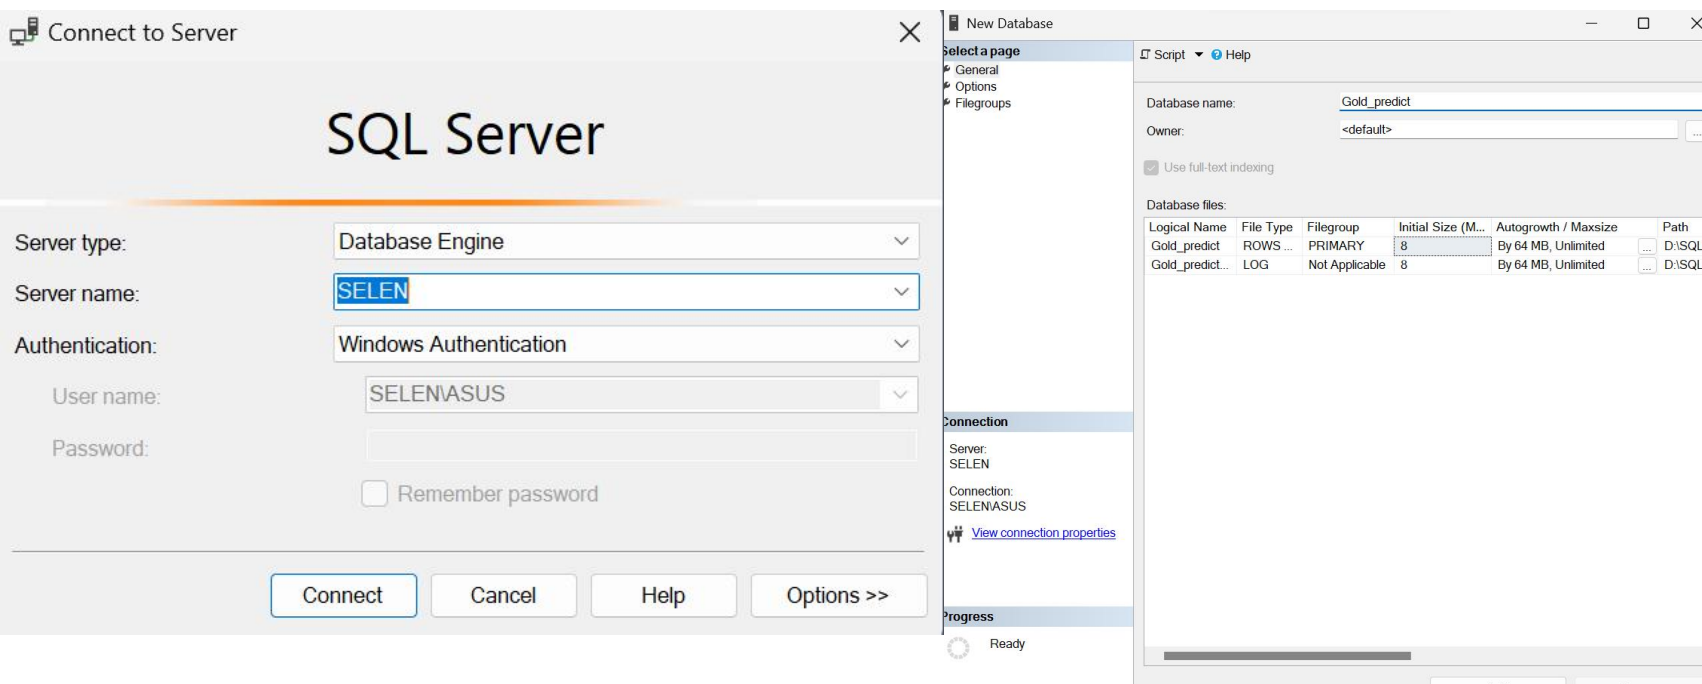 Connect to Server
SQL Server
Server type:
Database Engine
Server name:
SELEN
Authentication:
Windows Authentication
User name:
SELEN\ASUS
Password:
Remember password
Connect Cancel Help Options >>
New Database
Select a page
General
Options
Filegroups
Connection
Server:
SELEN
Connection:
SELEN\ASUS
View connection properties
Progress
Ready
Script Help
Database name: Gold_predict
Owner: <default> ...
Use full-text indexing
Database files:
Logical Name File Type Filegroup Initial Size (M... Autogrowth / Maxsize Path
Gold_predict ROWS ... PRIMARY 8 By 64 MB, Unlimited ... D:\SQL
Gold_predict... LOG Not Applicable 8 By 64 MB, Unlimited ... D:\SQL